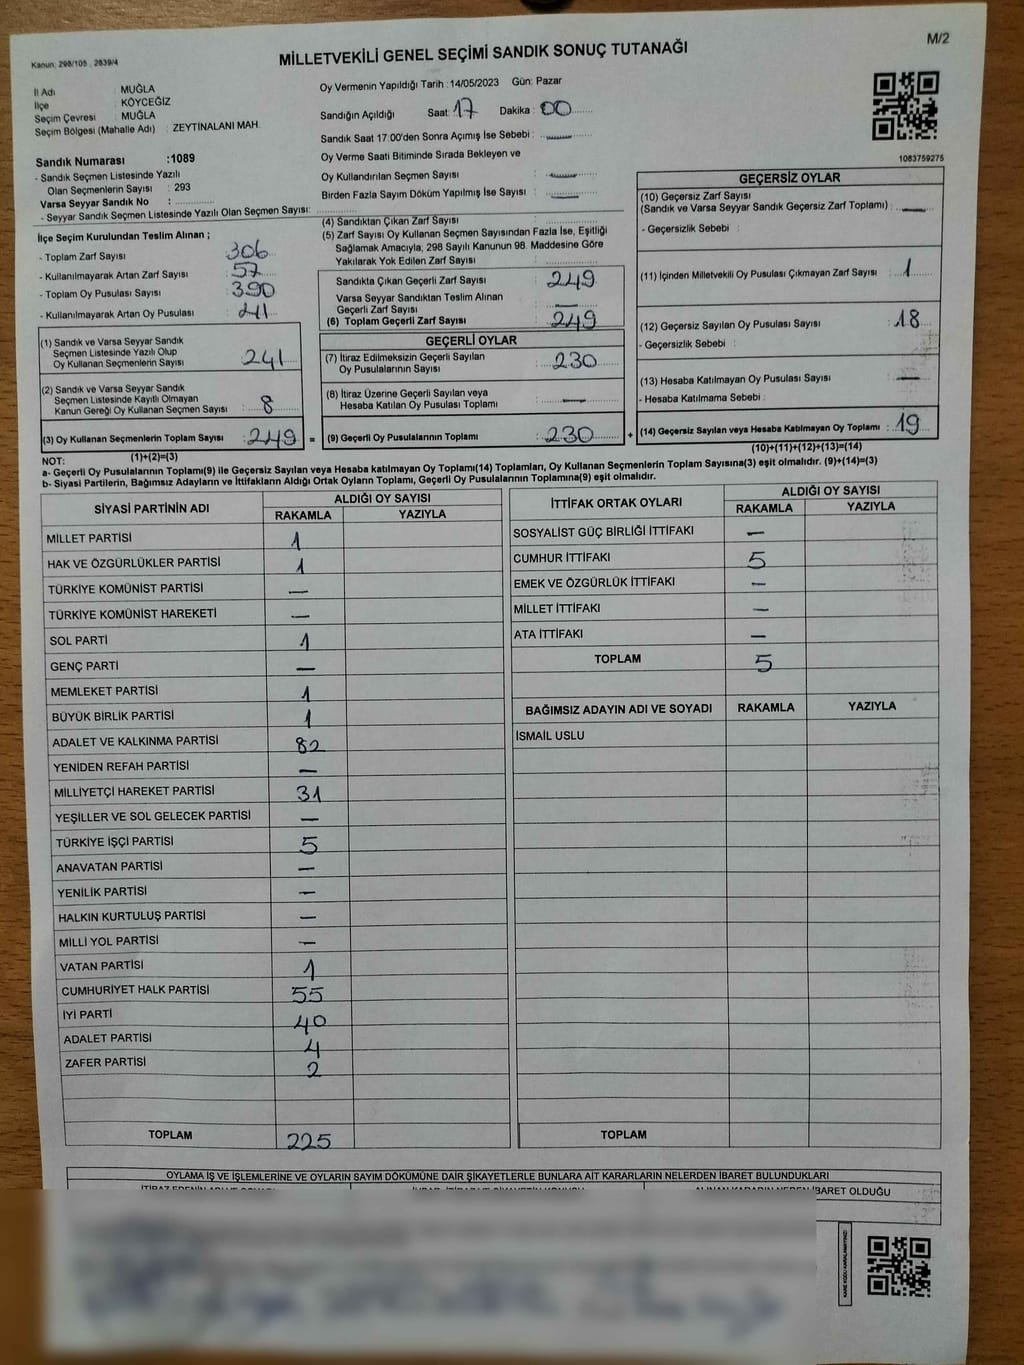 M/2
Kanun: 298/105 , 2839/4
MİLLETVEKİLİ GENEL SEÇİMİ SANDIK SONUÇ TUTANAĞI
İl Adı : MUĞLA
İlçe : KÖYCEĞİZ
Seçim Çevresi : MUĞLA
Seçim Bölgesi (Mahalle Adı) : ZEYTİNALANI MAH.
Sandık Numarası :1089
- Sandık Seçmen Listesinde Yazılı
Olan Seçmenlerin Sayısı : 293
Varsa Seyyar Sandık No :
- Seyyar Sandık Seçmen Listesinde Yazılı Olan Seçmen Sayısı:
Oy Vermenin Yapıldığı Tarih : 14/05/2023 Gün: Pazar
Sandığın Açıldığı Saat: 17 Dakika : 00
Sandık Saat 17:00'den Sonra Açımış İse Sebebi : —
Oy Verme Saati Bitiminde Sırada Bekleyen ve
Oy Kullandırılan Seçmen Sayısı : —
Birden Fazla Sayım Döküm Yapılmış İse Sayısı : —
1083759275
İlçe Seçim Kurulundan Teslim Alınan ;
- Toplam Zarf Sayısı : 306
- Kullanılmayarak Artan Zarf Sayısı : 57
- Toplam Oy Pusulası Sayısı : 390
- Kullanılmayarak Artan Oy Pusulası : 141
(1) Sandık ve Varsa Seyyar Sandık
Seçmen Listesinde Yazılı Olup
Oy Kullanan Seçmenlerin Sayısı : 241
(2) Sandık ve Varsa Seyyar Sandık
Seçmen Listesinde Kayıtlı Olmayan
Kanun Gereği Oy Kullanan Seçmen Sayısı : 8
(3) Oy Kullanan Seçmenlerin Toplam Sayısı : 249 =
(1)+(2)=(3)
(4) Sandıktan Çıkan Zarf Sayısı :
(5) Zarf Sayısı Oy Kullanan Seçmen Sayısından Fazla İse, Eşitliği
Sağlamak Amacıyla; 298 Sayılı Kanunun 98. Maddesine Göre
Yakılarak Yok Edilen Zarf Sayısı :
Sandıkta Çıkan Geçerli Zarf Sayısı : 249
Varsa Seyyar Sandıktan Teslim Alınan
Geçerli Zarf Sayısı : —
(6) Toplam Geçerli Zarf Sayısı : 249
GEÇERLİ OYLAR
(7) İtiraz Edilmeksizin Geçerli Sayılan
Oy Pusulalarının Sayısı : 230
(8) İtiraz Üzerine Geçerli Sayılan veya
Hesaba Katılan Oy Pusulası Toplamı : —
(9) Geçerli Oy Pusulalarının Toplamı : 230 +
GEÇERSİZ OYLAR
(10) Geçersiz Zarf Sayısı
(Sandık ve Varsa Seyyar Sandık Geçersiz Zarf Toplamı) : —
- Geçersizlik Sebebi :
(11) İçinden Milletvekili Oy Pusulası Çıkmayan Zarf Sayısı : 1
(12) Geçersiz Sayılan Oy Pusulası Sayısı : 18
- Geçersizlik Sebebi :
(13) Hesaba Katılmayan Oy Pusulası Sayısı : —
- Hesaba Katılmama Sebebi :
(14) Geçersiz Sayılan veya Hesaba Katılmayan Oy Toplamı : 19
(10)+(11)+(12)+(13)=(14)
NOT:
a- Geçerli Oy Pusulalarının Toplamı(9) ile Geçersiz Sayılan veya Hesaba katılmayan Oy Toplamı(14) Toplamları, Oy Kullanan Seçmenlerin Toplam Sayısına(3) eşit olmalıdır. (9)+(14)=(3)
b- Siyasi Partilerin, Bağımsız Adayların ve İttifakların Aldığı Ortak Oyların Toplamı, Geçerli Oy Pusulalarının Toplamına(9) eşit olmalıdır.
SİYASİ PARTİNİN ADI
ALDIĞI OY SAYISI
RAKAMLA YAZIYLA
MİLLET PARTİSİ 1
HAK VE ÖZGÜRLÜKLER PARTİSİ 1
TÜRKİYE KOMÜNİST PARTİSİ —
TÜRKİYE KOMÜNİST HAREKETİ —
SOL PARTİ 1
GENÇ PARTİ —
MEMLEKET PARTİSİ 1
BÜYÜK BİRLİK PARTİSİ 1
ADALET VE KALKINMA PARTİSİ 82
YENİDEN REFAH PARTİSİ —
MİLLİYETÇİ HAREKET PARTİSİ 31
YEŞİLLER VE SOL GELECEK PARTİSİ —
TÜRKİYE İŞÇİ PARTİSİ 5
ANAVATAN PARTİSİ —
YENİLİK PARTİSİ —
HALKIN KURTULUŞ PARTİSİ —
MİLLİ YOL PARTİSİ —
VATAN PARTİSİ 1
CUMHURİYET HALK PARTİSİ 55
İYİ PARTİ 40
ADALET PARTİSİ 4
ZAFER PARTİSİ 2
TOPLAM 225
İTTİFAK ORTAK OYLARI
ALDIĞI OY SAYISI
RAKAMLA YAZIYLA
SOSYALİST GÜÇ BİRLİĞİ İTTİFAKI —
CUMHUR İTTİFAKI 5
EMEK VE ÖZGÜRLÜK İTTİFAKI —
MİLLET İTTİFAKI —
ATA İTTİFAKI —
TOPLAM 5
BAĞIMSIZ ADAYIN ADI VE SOYADI RAKAMLA YAZIYLA
İSMAİL USLU
TOPLAM
OYLAMA İŞ VE İŞLEMLERİNE VE OYLARIN SAYIM DÖKÜMÜNE DAİR ŞİKAYETLERLE BUNLARA AİT KARARLARIN NELERDEN İBARET BULUNDUKLARI
ALINAN KARARIN NEDEN İBARET OLDUĞU
KARE KODU KARALAMAYINIZ!